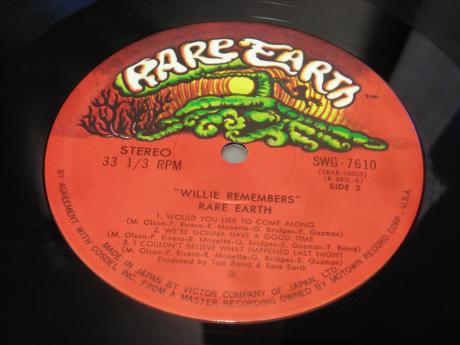 RARE EARTH
STEREO
33 1/3 RPM
SWG-7610
(SRAR-10005)
(R-543L-B)
SIDE 2
"WILLIE REMEMBERS"
RARE EARTH
1. WOULD YOU LIKE TO COME ALONG
(M. Olson-F. Rivera-R. Monette-G. Bridges-E. Guzman)
2. WE'RE GONNA HAVE A GOOD TIME
(M. Olson-F. Rivera-R. Monette-G. Bridges-E. Guzman-T. Baird)
3. I COULDN'T BELIEVE WHAT HAPPENED LAST NIGHT
(M. Olson-F. Rivera-R. Monette-G. Bridges-E. Guzman)
Produced by Tom Baird & Rare Earth
MADE IN JAPAN BY VICTOR COMPANY OF JAPAN, LTD.
BY AGREEMENT WITH COSDEL INC. FROM A MASTER RECORDING OWNED BY MOTOWN RECORD CORP. U.S.A.